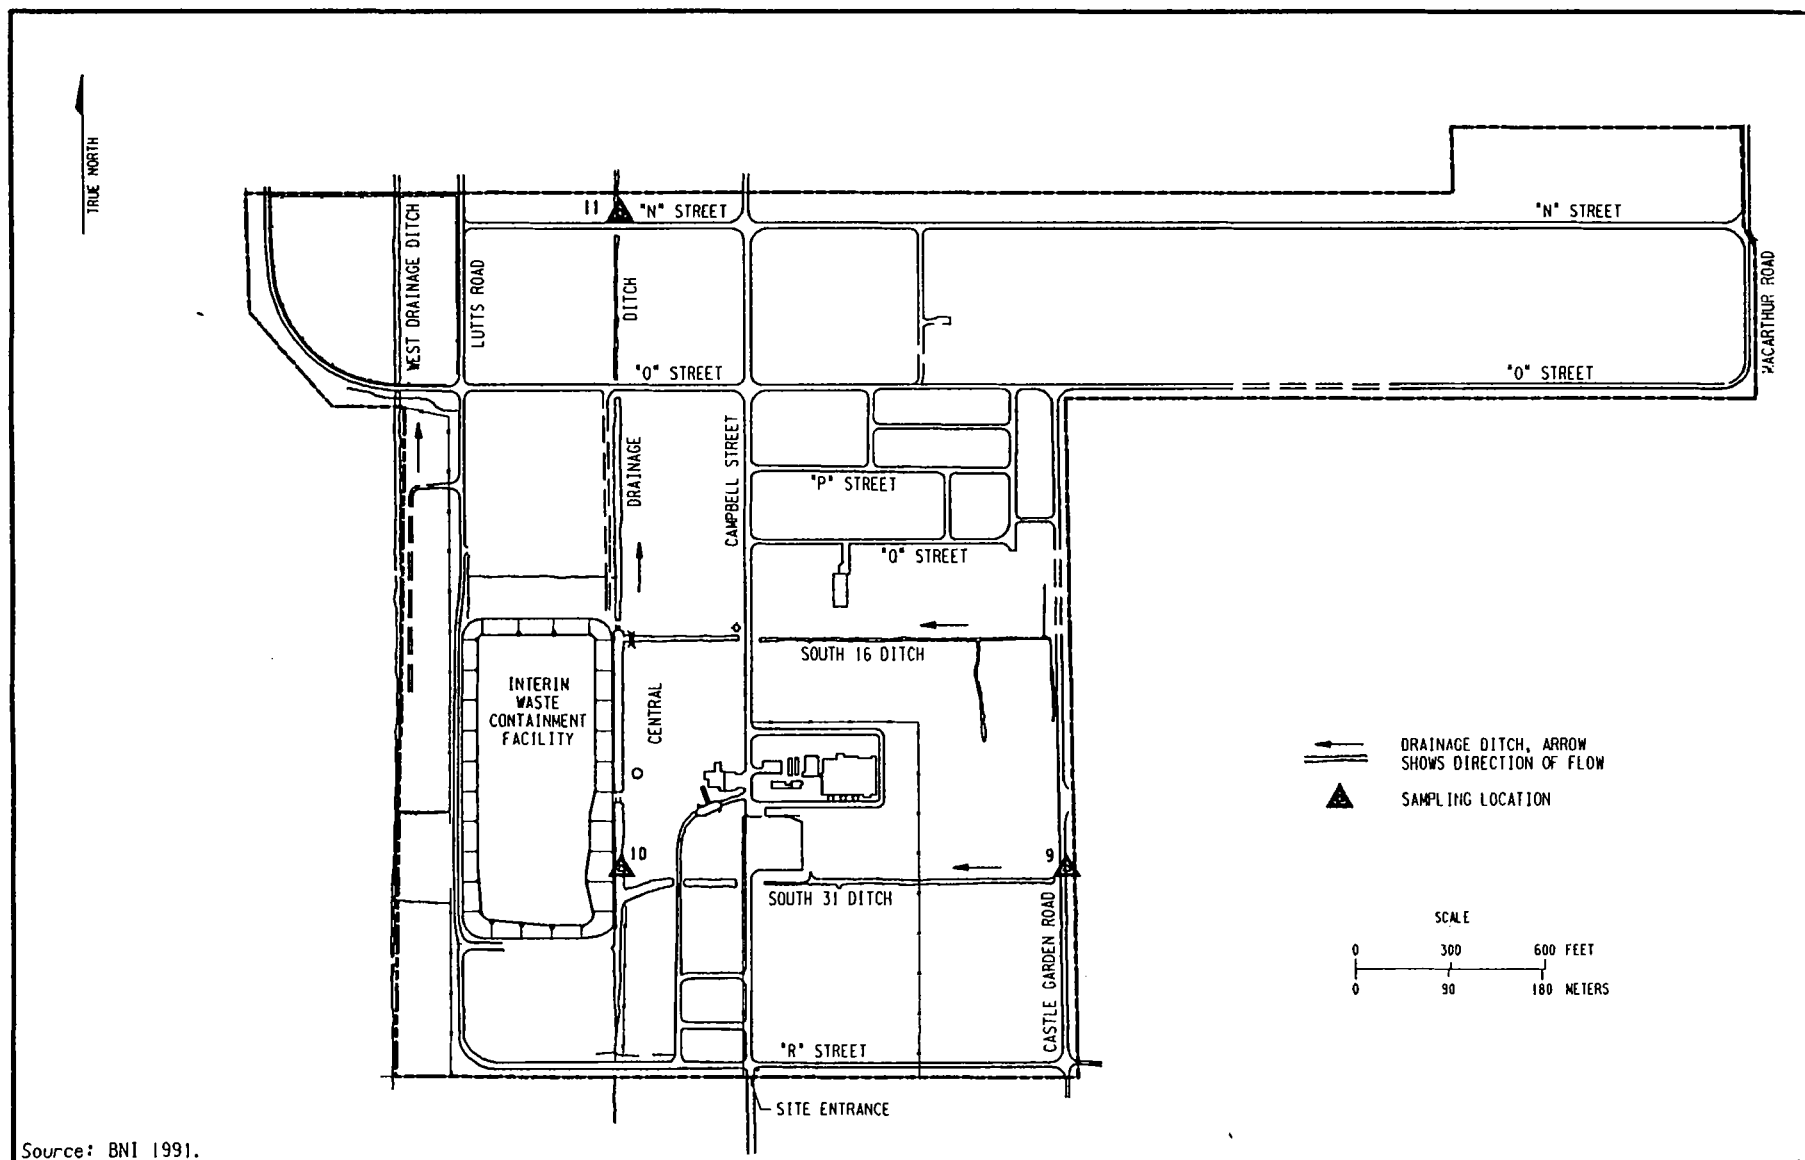 TRUE NORTH
WEST DRAINAGE DITCH
LUTTS ROAD
11
"N" STREET
"N" STREET
DITCH
MACARTHUR ROAD
"O" STREET
"O" STREET
DRAINAGE
CAMPBELL STREET
"P" STREET
"Q" STREET
SOUTH 16 DITCH
INTERIM
WASTE
CONTAINMENT
FACILITY
CENTRAL
DRAINAGE DITCH, ARROW
SHOWS DIRECTION OF FLOW
SAMPLING LOCATION
10
9
SOUTH 31 DITCH
CASTLE GARDEN ROAD
SCALE
0 300 600 FEET
0 90 180 METERS
"R" STREET
SITE ENTRANCE
Source: BNI 1991.